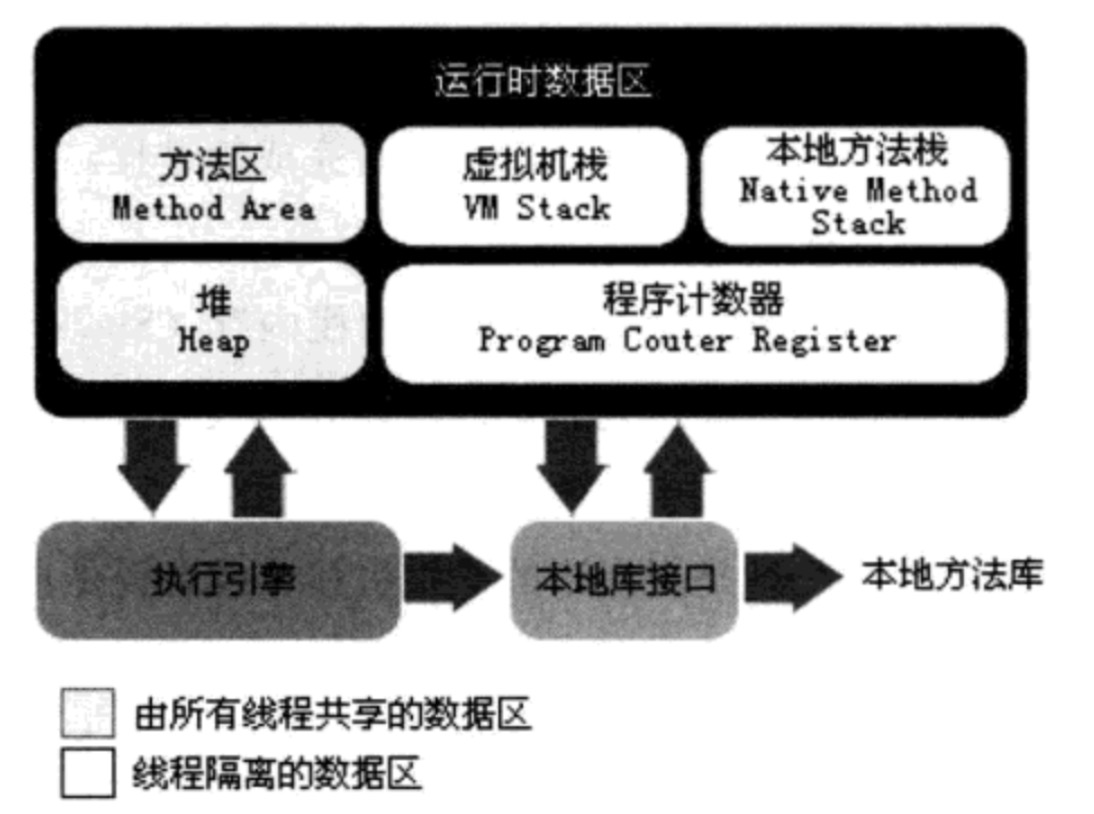 运行时数据区
方法区
Method Area
虚拟机栈
VM Stack
本地方法栈
Native Method
Stack
堆
Heap
程序计数器
Program Couter Register
执行引擎
本地库接口
本地方法库
由所有线程共享的数据区
线程隔离的数据区